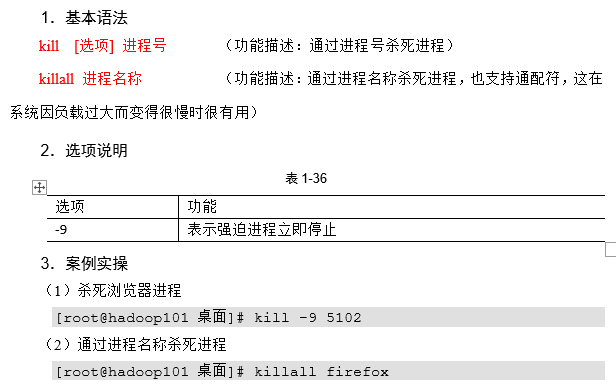 1．基本语法
kill [选项] 进程号 （功能描述：通过进程号杀死进程）
killall 进程名称 （功能描述：通过进程名称杀死进程，也支持通配符，这在
系统因负载过大而变得很慢时很有用）
2．选项说明
表 1-36
选项 功能
-9 表示强迫进程立即停止
3．案例实操
（1）杀死浏览器进程
[root@hadoop101 桌面]# kill -9 5102
（2）通过进程名称杀死进程
[root@hadoop101 桌面]# killall firefox